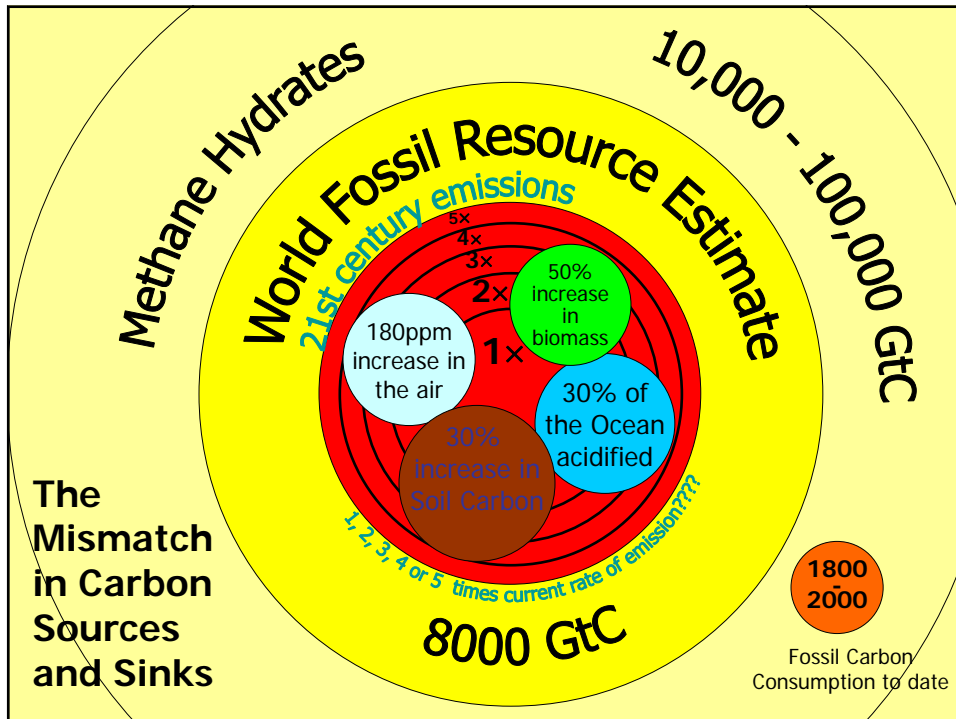 Methane Hydrates
10,000 - 100,000 GtC
World Fossil Resource Estimate
21st century emissions
5×
4×
3×
2×
1×
50%
increase
in
biomass
180ppm
increase in
the air
30% of
the Ocean
acidified
30%
increase in
Soil Carbon
1, 2, 3, 4 or 5 times current rate of emission????
8000 GtC
The
Mismatch
in Carbon
Sources
and Sinks
1800
-
2000
Fossil Carbon
Consumption to date